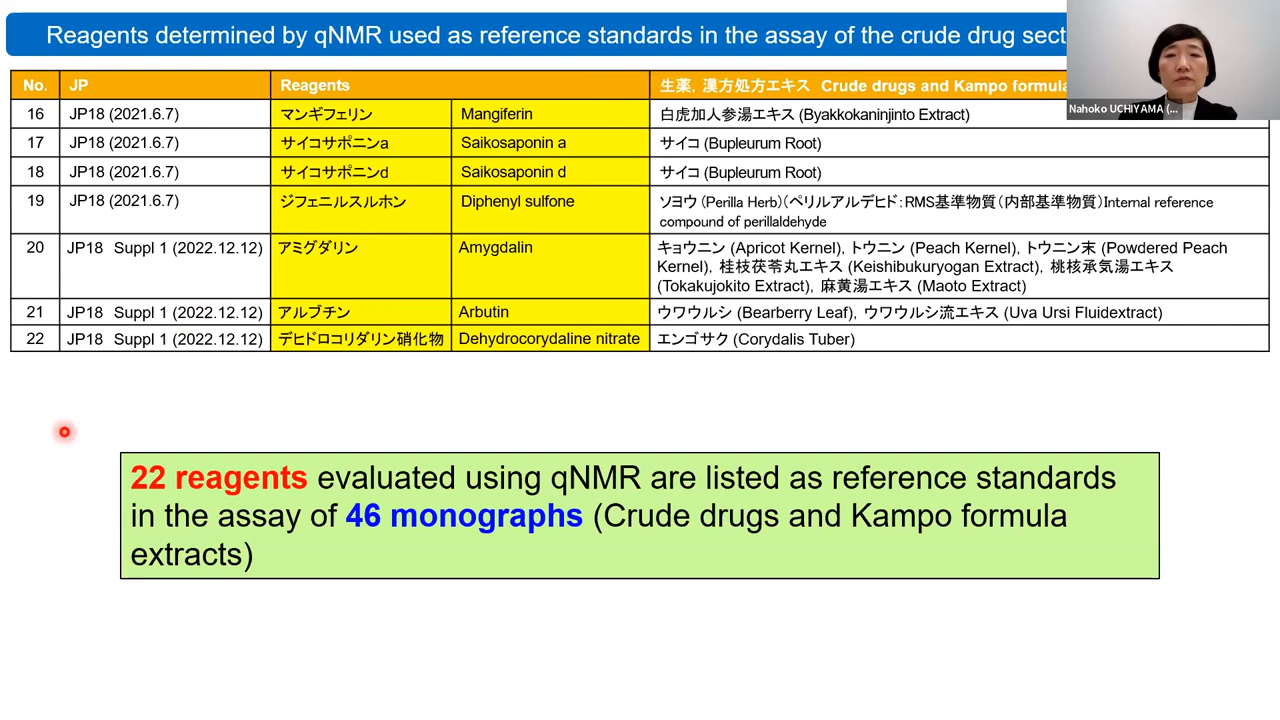 Reagents determined by qNMR used as reference standards in the assay of the crude drug sect
No. JP Reagents 生薬, 漢方処方エキス Crude drugs and Kampo formula
16 JP18 (2021.6.7) マンギフェリン Mangiferin 白虎加人参湯エキス (Byakkokaninjinto Extract)
17 JP18 (2021.6.7) サイコサポニンa Saikosaponin a サイコ (Bupleurum Root)
18 JP18 (2021.6.7) サイコサポニンd Saikosaponin d サイコ (Bupleurum Root)
19 JP18 (2021.6.7) ジフェニルスルホン Diphenyl sulfone ソヨウ (Perilla Herb)(ペリルアルデヒド:RMS基準物質(内部基準物質)Internal reference
compound of perillaldehyde
20 JP18 Suppl 1 (2022.12.12) アミグダリン Amygdalin キョウニン (Apricot Kernel), トウニン (Peach Kernel), トウニン末 (Powdered Peach
Kernel), 桂枝茯苓丸エキス (Keishibukuryogan Extract), 桃核承気湯エキス
(Tokakujokito Extract), 麻黄湯エキス (Maoto Extract)
21 JP18 Suppl 1 (2022.12.12) アルブチン Arbutin ウワウルシ (Bearberry Leaf), ウワウルシ流エキス (Uva Ursi Fluidextract)
22 JP18 Suppl 1 (2022.12.12) デヒドロコリダリン硝化物 Dehydrocorydaline nitrate エンゴサク (Corydalis Tuber)
Nahoko UCHIYAMA (...
22 reagents evaluated using qNMR are listed as reference standards
in the assay of 46 monographs (Crude drugs and Kampo formula
extracts)